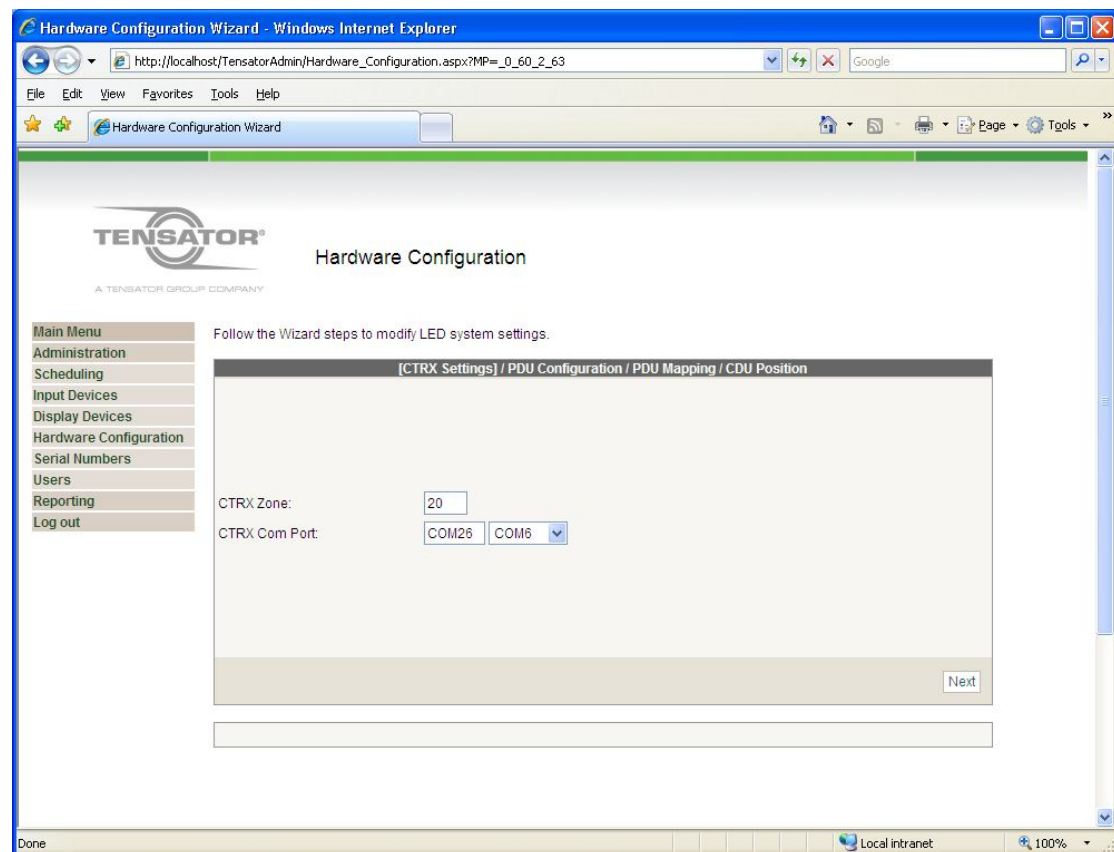 Hardware Configuration Wizard - Windows Internet Explorer
http://localhost/TensatorAdmin/Hardware_Configuration.aspx?MP=_0_60_2_63
Google
File Edit View Favorites Tools Help
Hardware Configuration Wizard
Page Tools »
TENSATOR®
A TENSATOR GROUP COMPANY
Hardware Configuration
Main Menu
Administration
Scheduling
Input Devices
Display Devices
Hardware Configuration
Serial Numbers
Users
Reporting
Log out
Follow the Wizard steps to modify LED system settings.
[CTRX Settings] / PDU Configuration / PDU Mapping / CDU Position
CTRX Zone: 20
CTRX Com Port: COM26 COM6
Next
Done Local intranet 100%